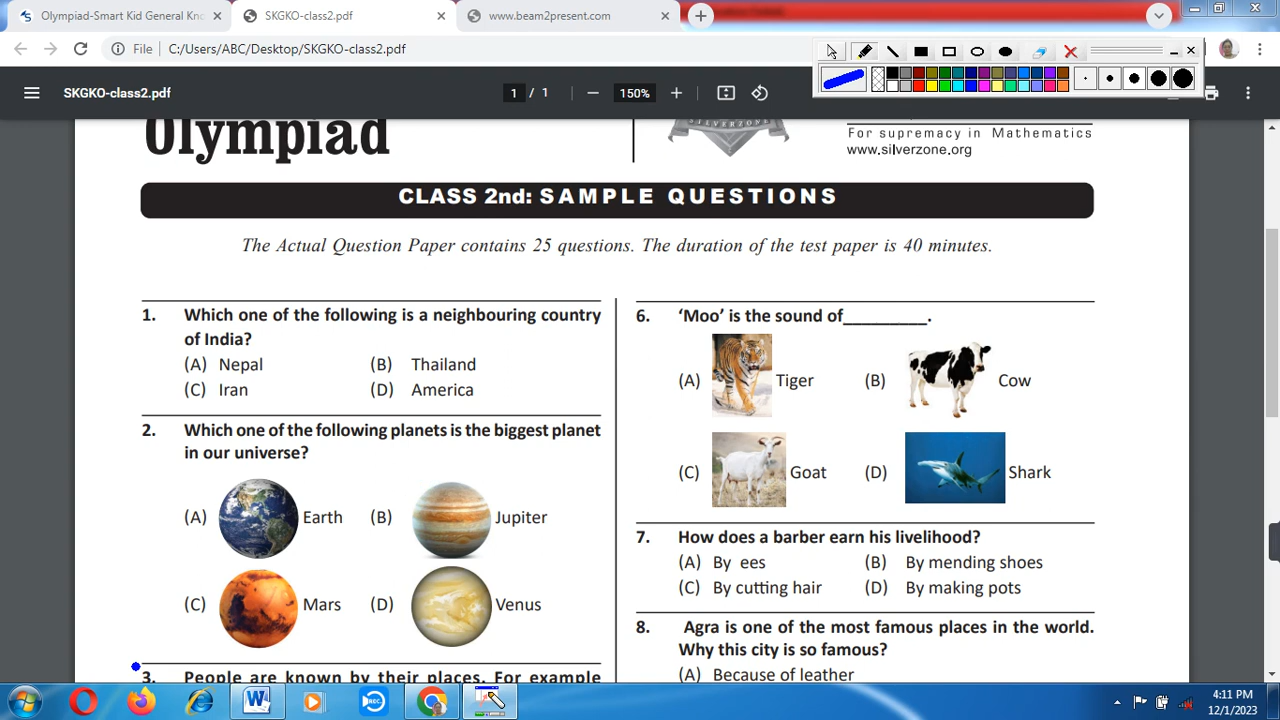 Olympiad-Smart Kid General Kno
SKGKO-class2.pdf
www.beam2present.com
File
C:/Users/ABC/Desktop/SKGKO-class2.pdf
SKGKO-class2.pdf
1 / 1
150%
Olympiad
SILVERZONE
For supremacy in Mathematics
www.silverzone.org
CLASS 2nd: SAMPLE QUESTIONS
The Actual Question Paper contains 25 questions. The duration of the test paper is 40 minutes.
1. Which one of the following is a neighbouring country
of India?
(A) Nepal (B) Thailand
(C) Iran (D) America
2. Which one of the following planets is the biggest planet
in our universe?
(A) Earth (B) Jupiter
(C) Mars (D) Venus
3. People are known by their places. For example
6. ‘Moo’ is the sound of_________.
(A) Tiger (B) Cow
(C) Goat (D) Shark
7. How does a barber earn his livelihood?
(A) By ees (B) By mending shoes
(C) By cutting hair (D) By making pots
8. Agra is one of the most famous places in the world.
Why this city is so famous?
(A) Because of leather
REC
4:11 PM
12/1/2023